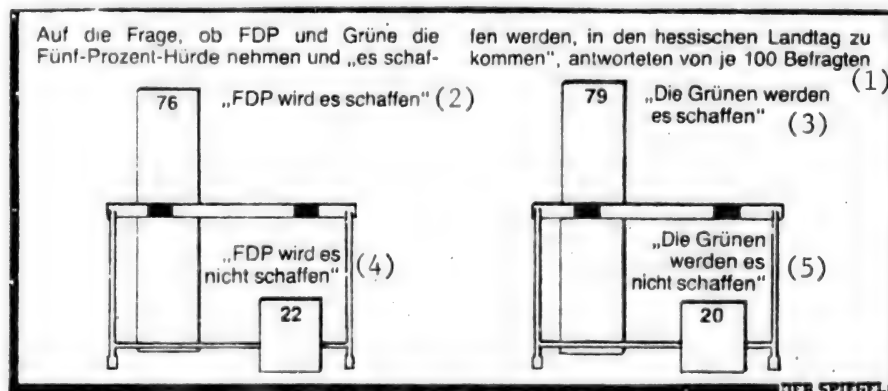 Auf die Frage, ob FDP und Grüne die
Fünf-Prozent-Hürde nehmen und „es schaf-
fen werden, in den hessischen Landtag zu
kommen“, antworteten von je 100 Befragten
(1)
76
„FDP wird es schaffen“ (2)
„FDP wird es
nicht schaffen“ (4)
22
79
„Die Grünen werden
es schaffen“ (3)
„Die Grünen
werden es
nicht schaffen“ (5)
20
DER SPIEGEL